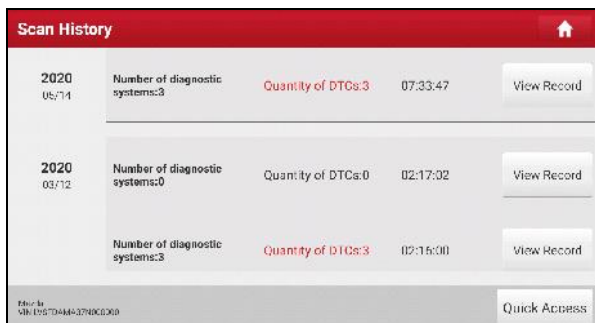 Scan History
2020
05/14
Number of diagnostic
systems:3
Quantity of DTCs:3
07:33:47
View Record
2020
03/12
Number of diagnostic
systems:0
Quantity of DTCs:0
02:17:02
View Record
Number of diagnostic
systems:3
Quantity of DTCs:3
02:16:00
View Record
Quick Access